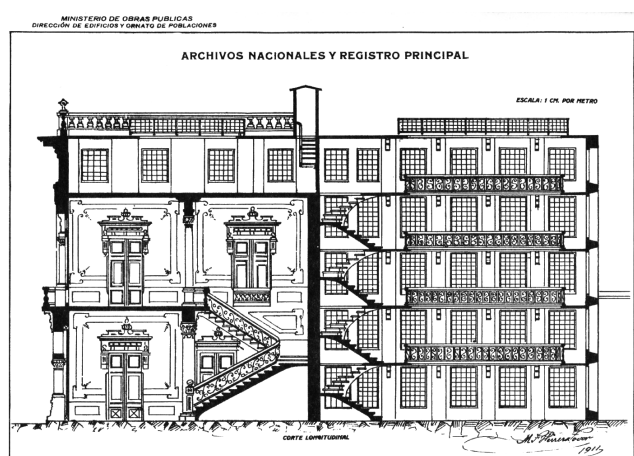 MINISTERIO DE OBRAS PUBLICAS
DIRECCIÓN DE EDIFICIOS Y ORNATO DE POBLACIONES
ARCHIVOS NACIONALES Y REGISTRO PRINCIPAL
ESCALA: 1 CM. POR METRO
CORTE LONGITUDINAL